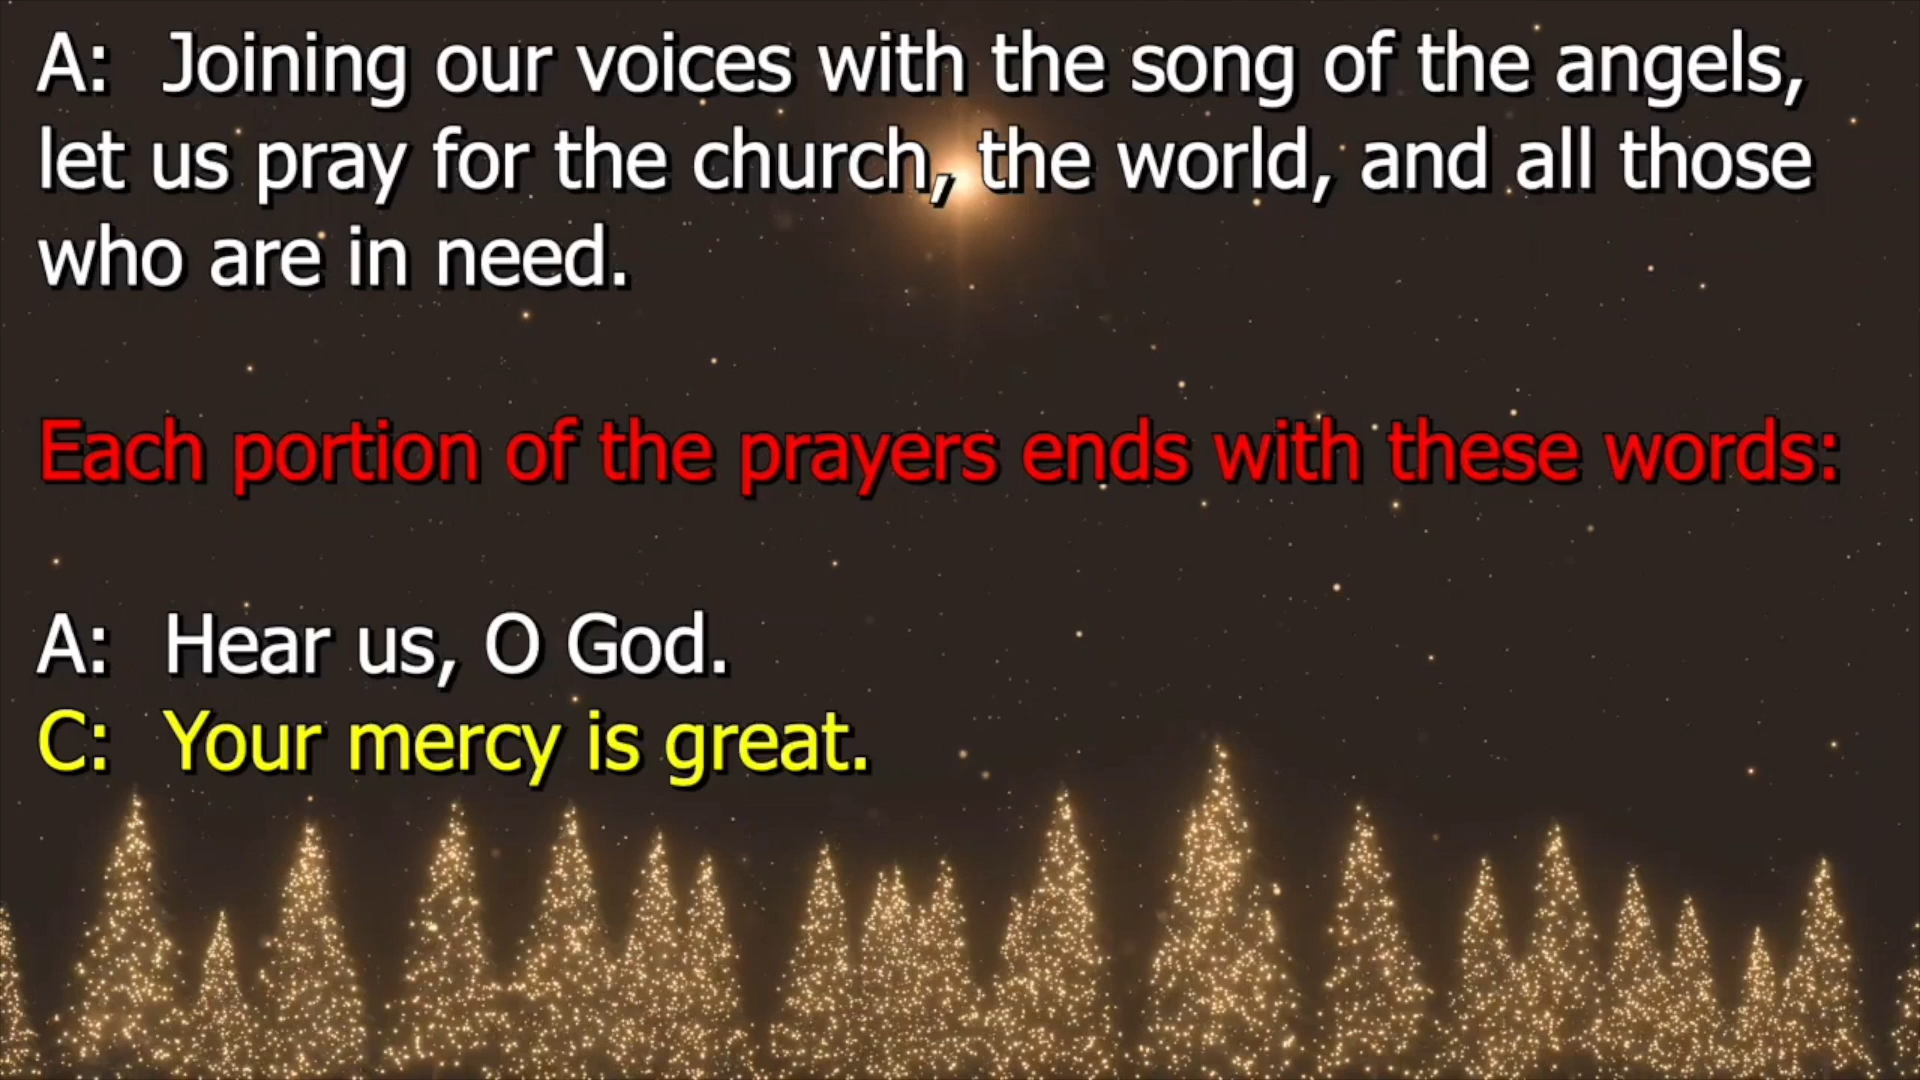 A: Joining our voices with the song of the angels,
let us pray for the church, the world, and all those
who are in need.
Each portion of the prayers ends with these words:
A: Hear us, O God.
C: Your mercy is great.